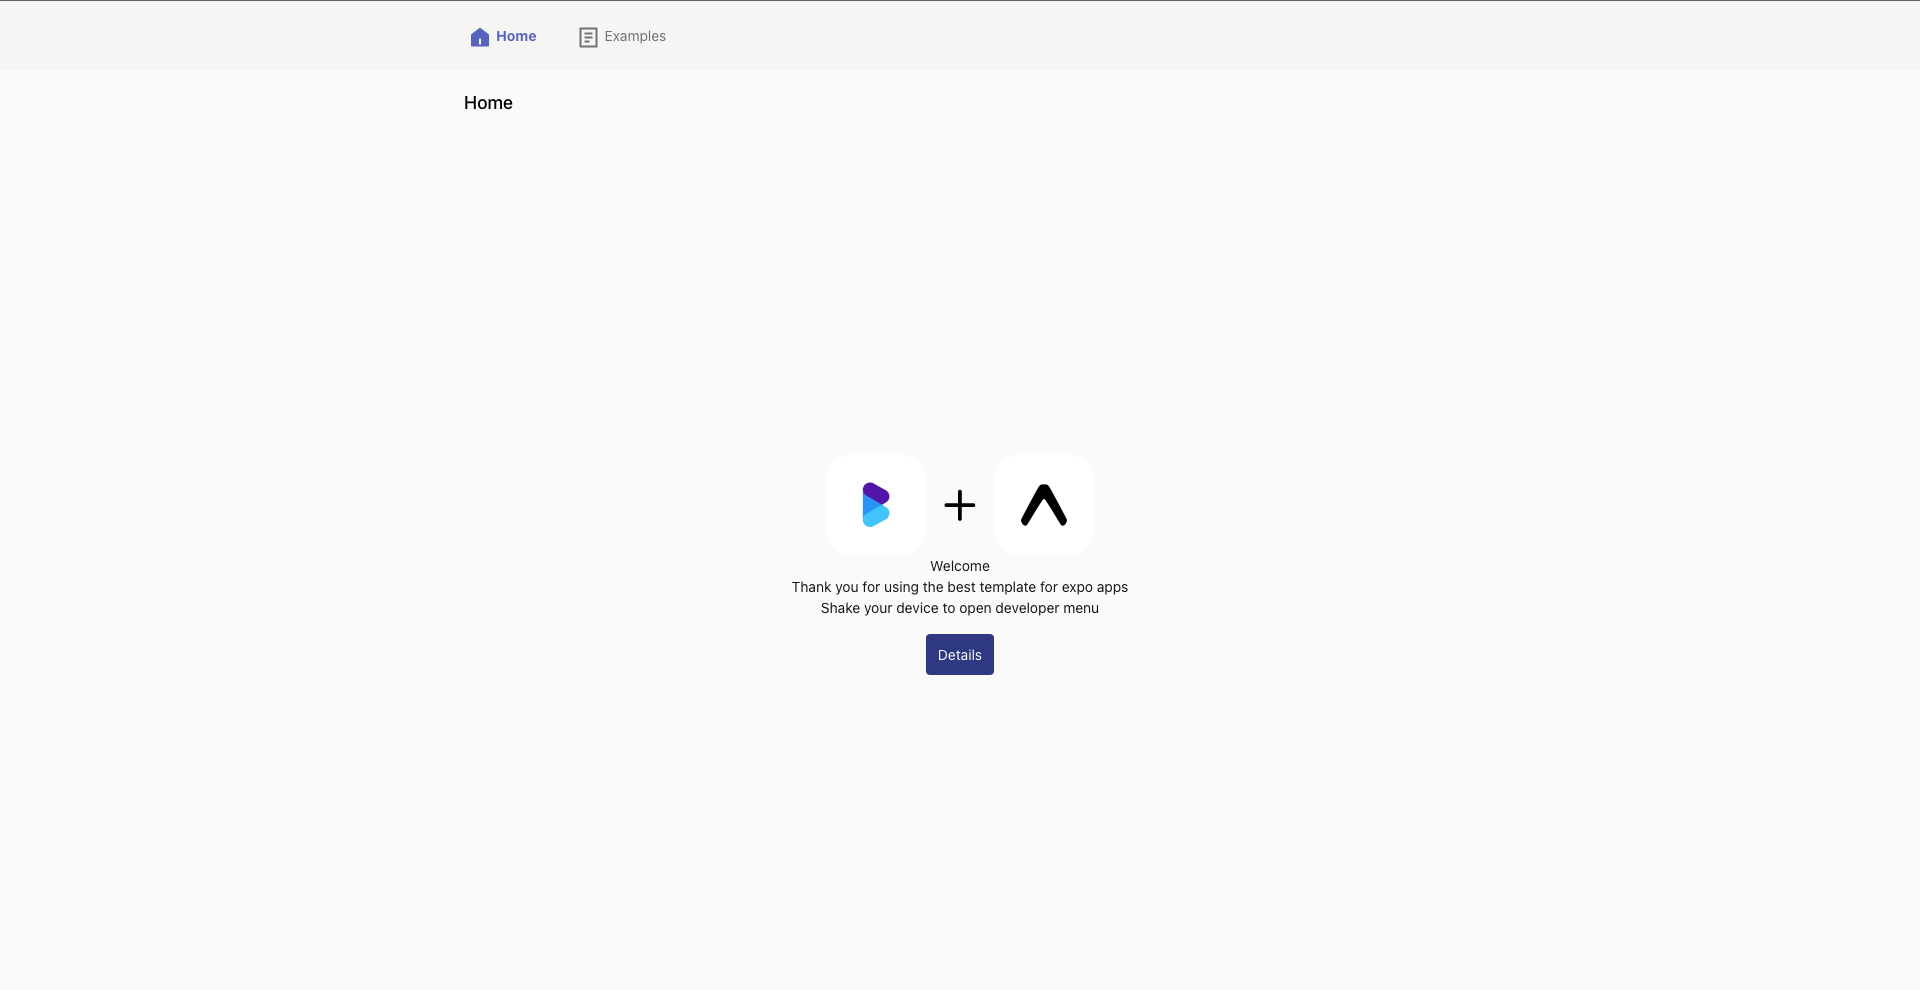 Home
Examples
Home
Welcome
Thank you for using the best template for expo apps
Shake your device to open developer menu
Details